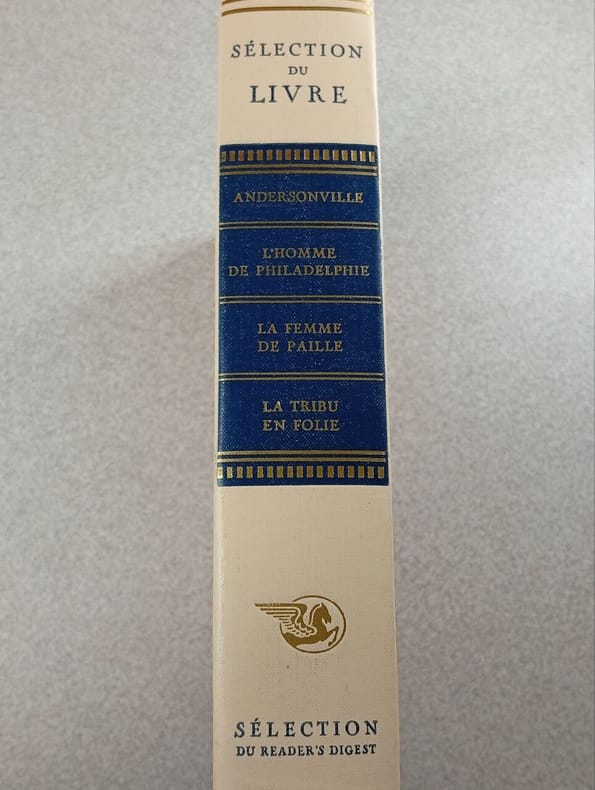 SÉLECTION
DU
LIVRE
ANDERSONVILLE
L'HOMME
DE PHILADELPHIE
LA FEMME
DE PAILLE
LA TRIBU
EN FOLIE
SÉLECTION
DU READER'S DIGEST